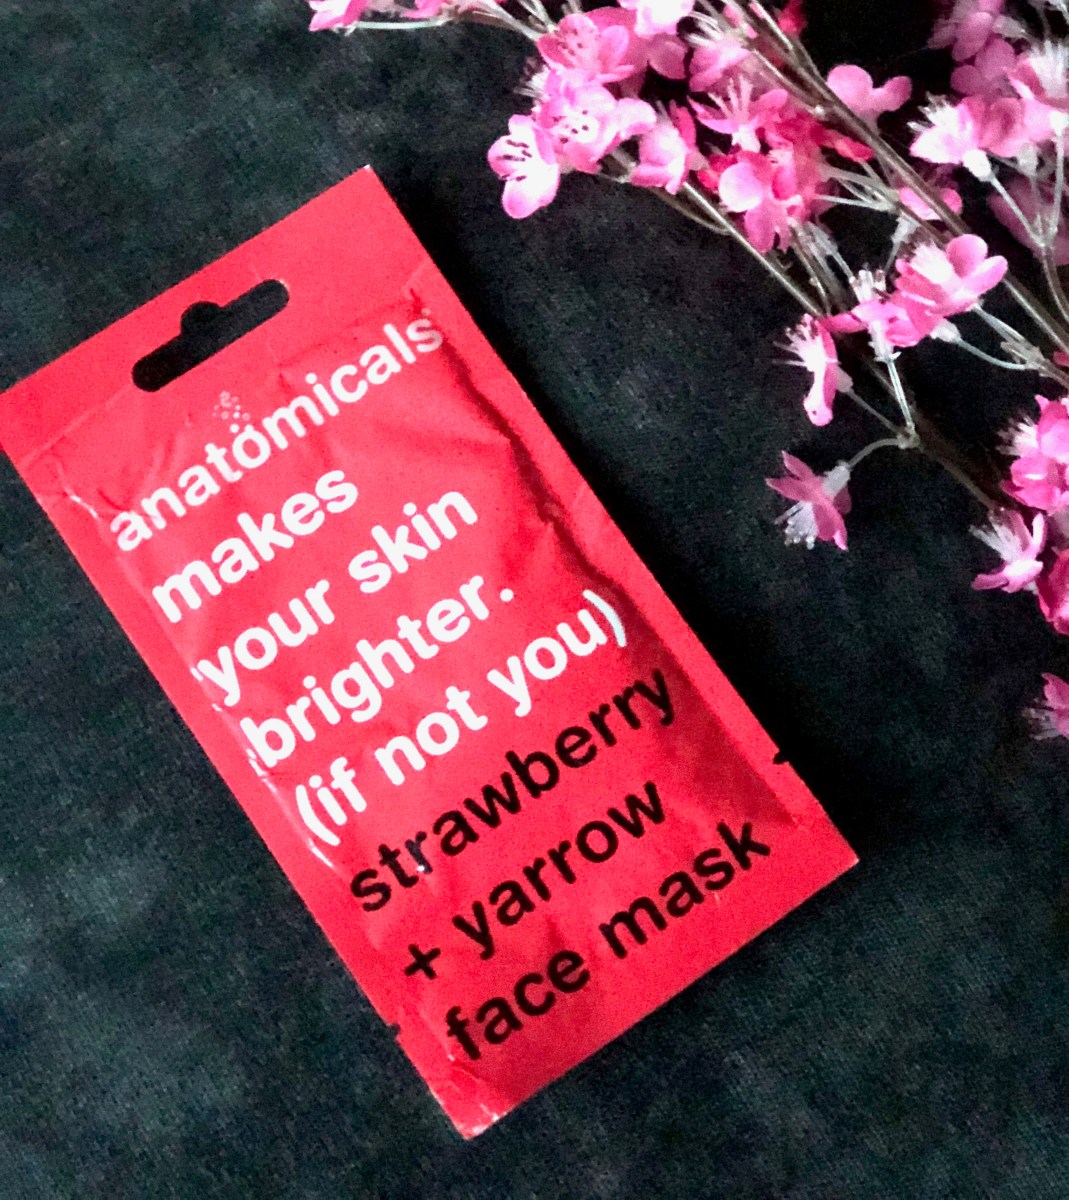 anatomicals
makes
your skin
brighter.
(if not you)
strawberry
+ yarrow
face mask